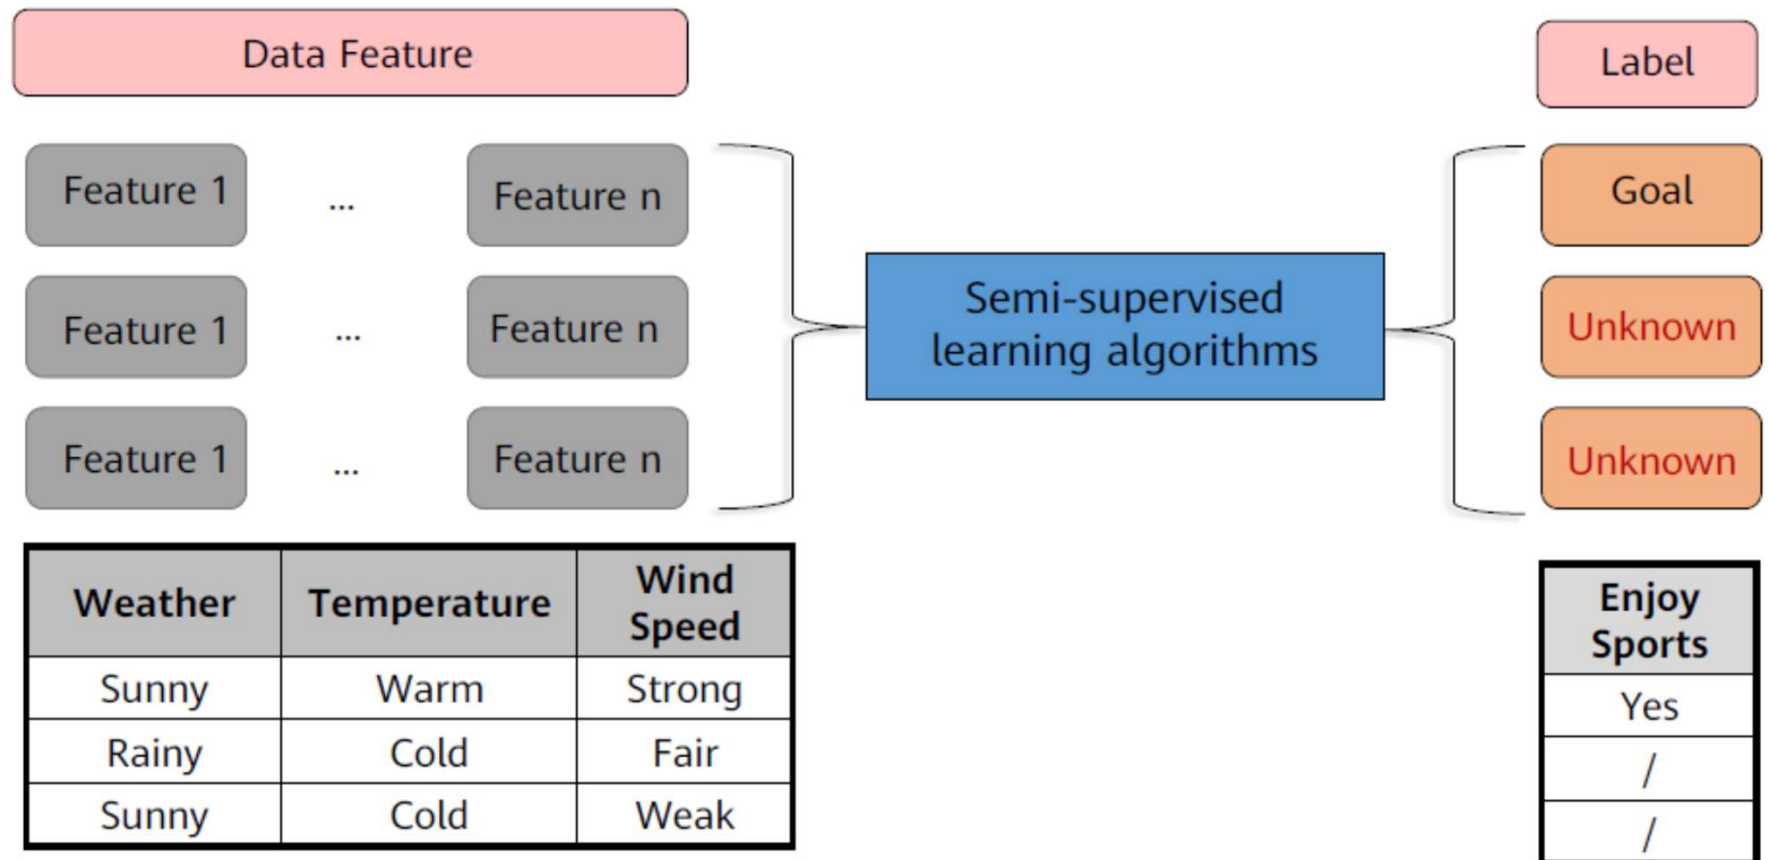 Data Feature
Label
Feature 1 ... Feature n
Goal
Feature 1 ... Feature n
Unknown
Feature 1 ... Feature n
Unknown
Semi-supervised
learning algorithms
Weather Temperature Wind Speed
Sunny Warm Strong
Rainy Cold Fair
Sunny Cold Weak
Enjoy
Sports
Yes
/
/